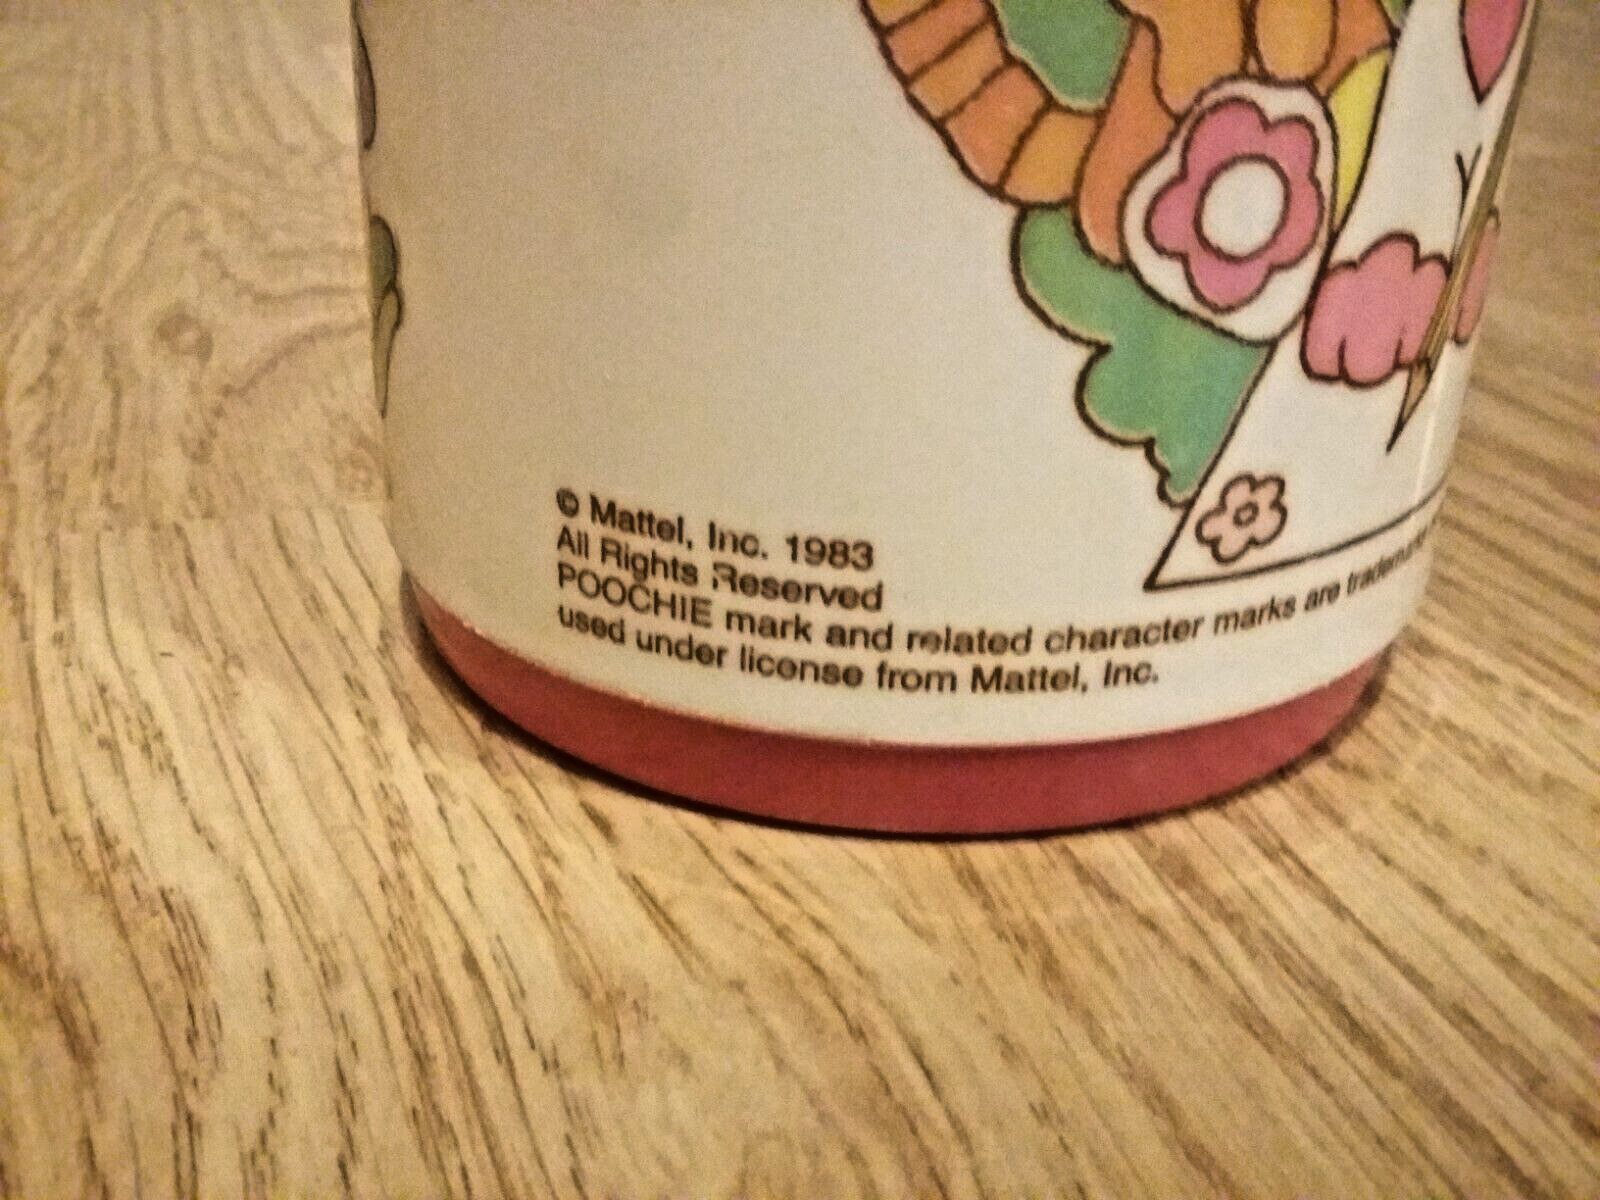 © Mattel, Inc. 1983
All Rights Reserved
POOCHIE mark and related character marks are
used under license from Mattel, Inc.